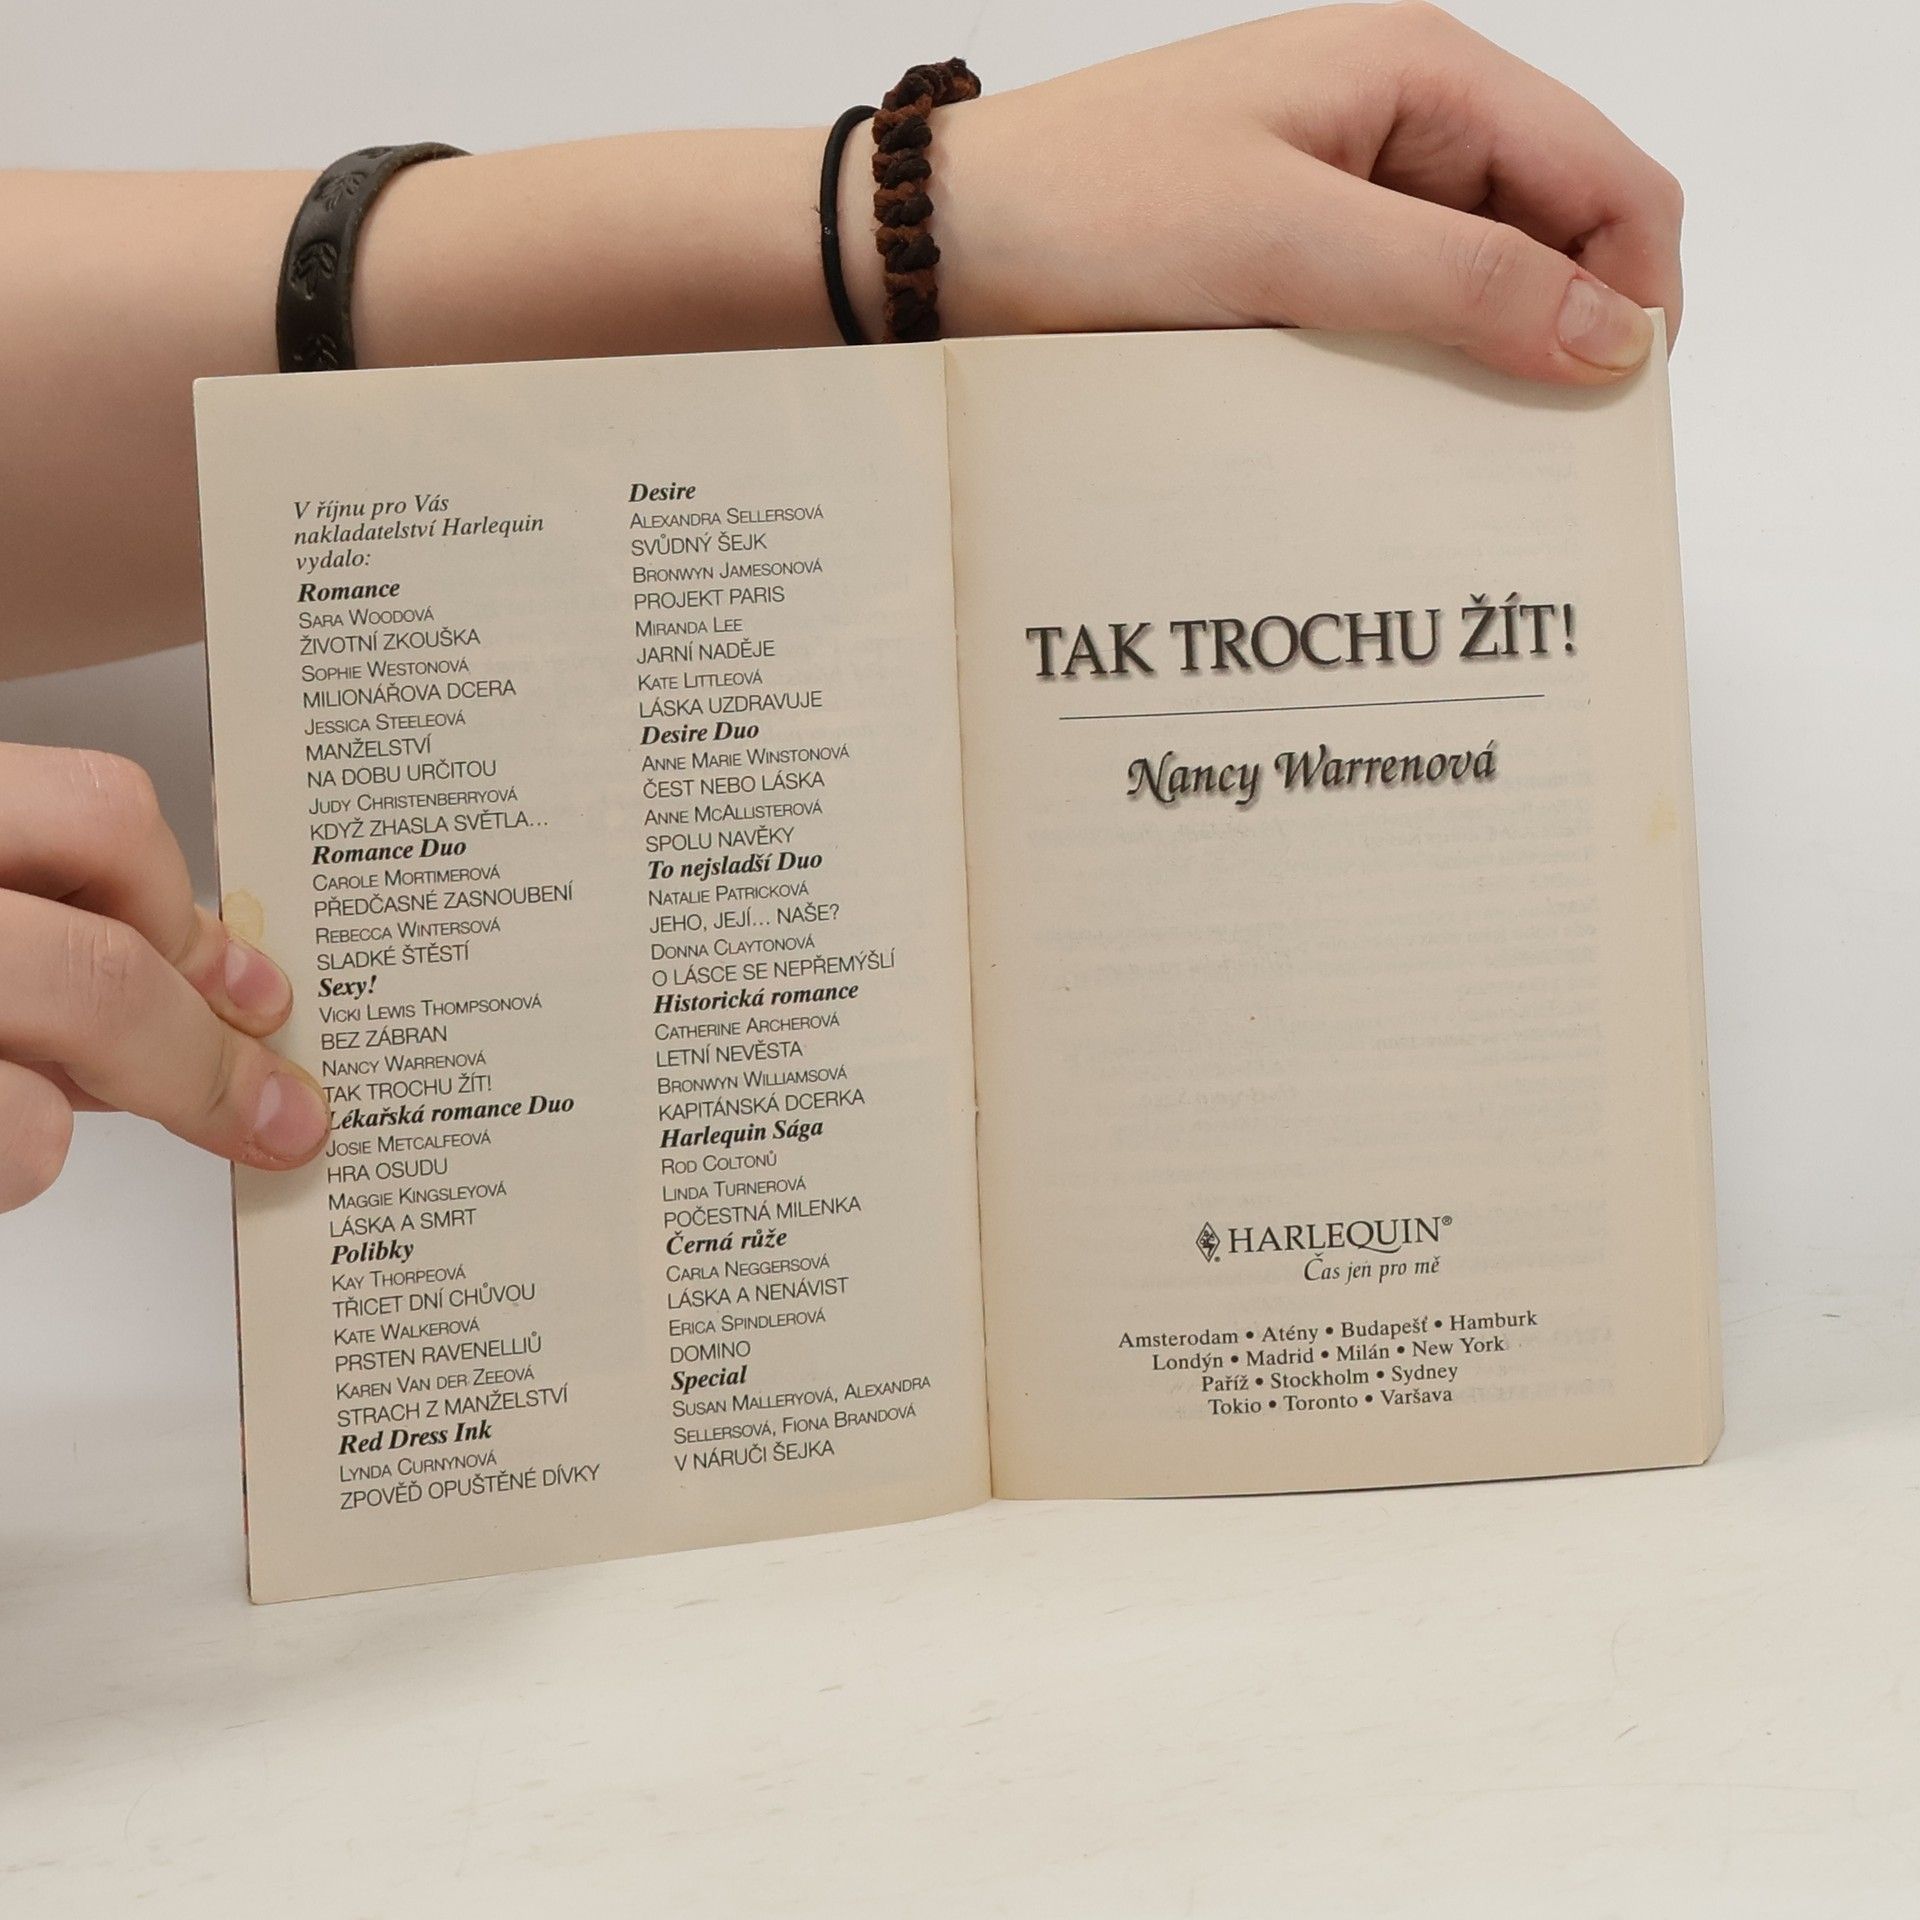 V říjnu pro Vás
nakladatelství Harlequin
vydalo:
Romance
SARA WOODOVÁ
ŽIVOTNÍ ZKOUŠKA
SOPHIE WESTONOVÁ
MILIONÁŘOVA DCERA
JESSICA STEELEOVÁ
MANŽELSTVÍ
NA DOBU URČITOU
JUDY CHRISTENBERRYOVÁ
KDYŽ ZHASLA SVĚTLA…
Romance Duo
CAROLE MORTIMEROVÁ
PŘEDČASNÉ ZASNOUBENÍ
REBECCA WINTERSOVÁ
SLADKÉ ŠTĚSTÍ
Sexy!
VICKI LEWIS THOMPSONOVÁ
BEZ ZÁBRAN
NANCY WARRENOVÁ
TAK TROCHU ŽÍT!
Lékařská romance Duo
JOSIE METCALFEOVÁ
HRA OSUDU
MAGGIE KINGSLEYOVÁ
LÁSKA A SMRT
Polibky
KAY THORPEOVÁ
TŘICET DNÍ CHŮVOU
KATE WALKEROVÁ
PRSTEN RAVENELLIŮ
KAREN VAN DER ZEEOVÁ
STRACH Z MANŽELSTVÍ
Red Dress Ink
LYNDA CURNYNOVÁ
ZPOVĚĎ OPUŠTĚNÉ DÍVKY
Desire
ALEXANDRA SELLERSOVÁ
SVŮDNÝ ŠEJK
BRONWYN JAMESONOVÁ
PROJEKT PARIS
MIRANDA LEE
JARNÍ NADĚJE
KATE LITTLEOVÁ
LÁSKA UZDRAVUJE
Desire Duo
ANNE MARIE WINSTONOVÁ
ČEST NEBO LÁSKA
ANNE MCALLISTEROVÁ
SPOLU NAVĚKY
To nejsladší Duo
NATALIE PATRICKOVÁ
JEHO, JEJÍ… NAŠE?
DONNA CLAYTONOVÁ
O LÁSCE SE NEPŘEMÝŠLÍ
Historická romance
CATHERINE ARCHEROVÁ
LETNÍ NEVĚSTA
BRONWYN WILLIAMSOVÁ
KAPITÁNSKÁ DCERKA
Harlequin Sága
ROD COLTONŮ
LINDA TURNEROVÁ
POČESTNÁ MILENKA
Černá růže
CARLA NEGGERSOVÁ
LÁSKA A NENÁVIST
ERICA SPINDLEROVÁ
DOMINO
Special
SUSAN MALLERYOVÁ, ALEXANDRA
SELLERSOVÁ, FIONA BRANDOVÁ
V NÁRUČI ŠEJKA
TAK TROCHU ŽÍT!
Nancy Warrenová
HARLEQUIN®
Čas jen pro mě
Amsterodam • Atény • Budapešť • Hamburk
Londýn • Madrid • Milán • New York
Paříž • Stockholm • Sydney
Tokio • Toronto • Varšava